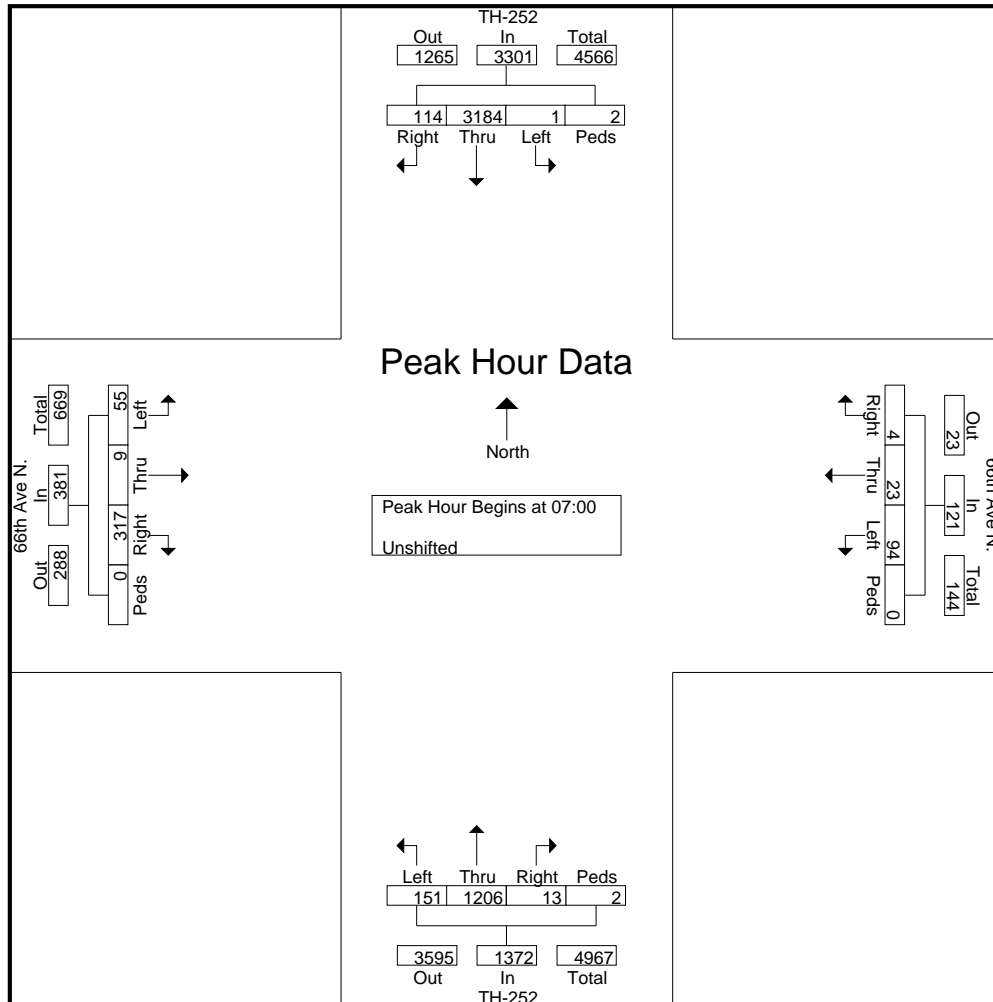 TH-252
Out In Total
1265 3301 4566
114 3184 1 2
Right Thru Left Peds
Peak Hour Data
North
Peak Hour Begins at 07:00
Unshifted
66th Ave N.
Total In Out
669 381 288
55 9 317 0
Left Thru Right Peds
Right Thru Left Peds
4 23 94 0
Out In Total
23 121 144
66th Ave N.
Left Thru Right Peds
151 1206 13 2
3595 1372 4967
Out In Total
TH-252